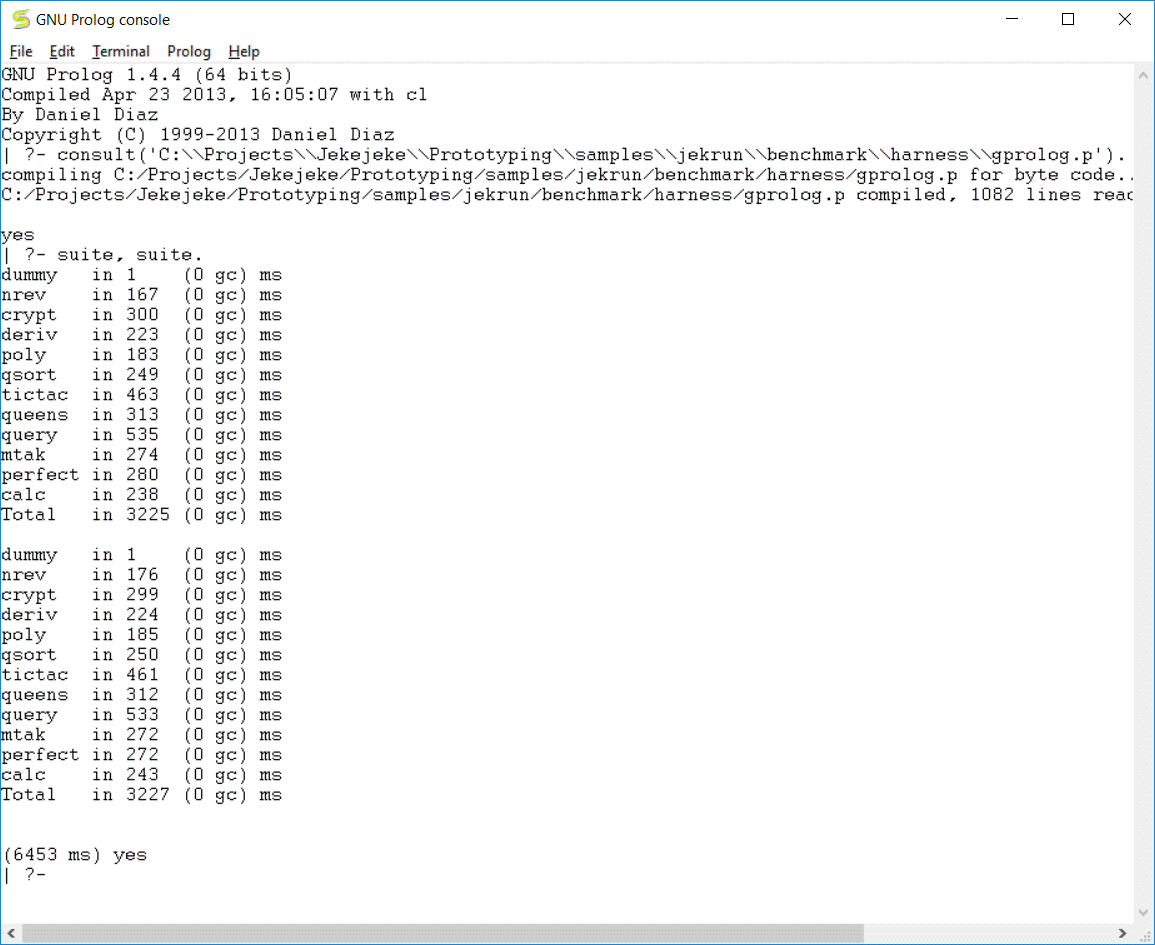 GNU Prolog console
File Edit Terminal Prolog Help
GNU Prolog 1.4.4 (64 bits)
Compiled Apr 23 2013, 16:05:07 with cl
By Daniel Diaz
Copyright (C) 1999-2013 Daniel Diaz
| ?- consult('C:\\Projects\\Jekejeke\\Prototyping\\samples\\jekrun\\benchmark\\harness\\gprolog.p').
compiling C:/Projects/Jekejeke/Prototyping/samples/jekrun/benchmark/harness/gprolog.p for byte code..
C:/Projects/Jekejeke/Prototyping/samples/jekrun/benchmark/harness/gprolog.p compiled, 1082 lines reac

yes
| ?- suite, suite.
dummy   in 1    (0 gc) ms
nrev    in 167  (0 gc) ms
crypt   in 300  (0 gc) ms
deriv   in 223  (0 gc) ms
poly    in 183  (0 gc) ms
qsort   in 249  (0 gc) ms
tictac  in 463  (0 gc) ms
queens  in 313  (0 gc) ms
query   in 535  (0 gc) ms
mtak    in 274  (0 gc) ms
perfect in 280  (0 gc) ms
calc    in 238  (0 gc) ms
Total   in 3225 (0 gc) ms

dummy   in 1    (0 gc) ms
nrev    in 176  (0 gc) ms
crypt   in 299  (0 gc) ms
deriv   in 224  (0 gc) ms
poly    in 185  (0 gc) ms
qsort   in 250  (0 gc) ms
tictac  in 461  (0 gc) ms
queens  in 312  (0 gc) ms
query   in 533  (0 gc) ms
mtak    in 272  (0 gc) ms
perfect in 272  (0 gc) ms
calc    in 243  (0 gc) ms
Total   in 3227 (0 gc) ms

(6453 ms) yes
| ?-